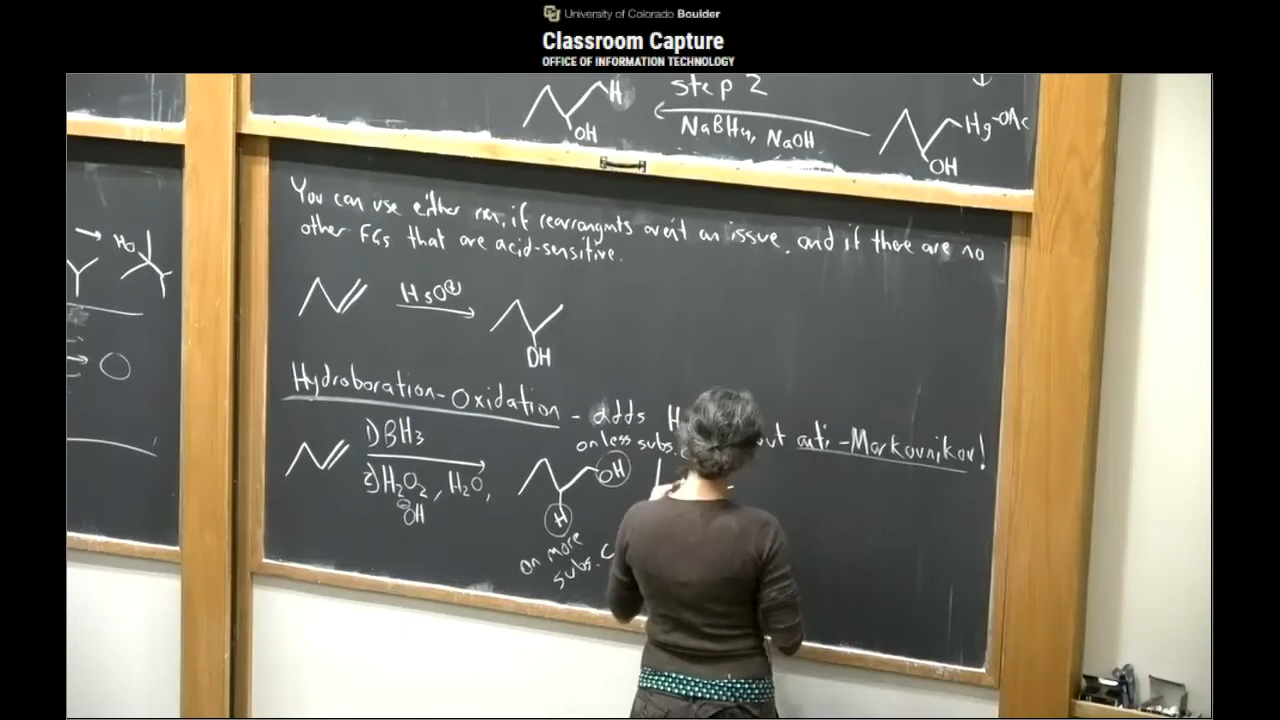 University of Colorado Boulder
Classroom Capture
OFFICE OF INFORMATION TECHNOLOGY
H
OH
Step 2
NaBH4, NaOH
Hg-OAc
OH
You can use either rxn, if rearrangmts aren't an issue, and if there are no
other FGs that are acid-sensitive.
HO
H3O⊕
OH
Hydroboration-Oxidation - adds H out anti-Markovnikov!
1) BH3
2) H2O2, H2O,
⊖OH
on less subs.
OH
H
on more
subs. C